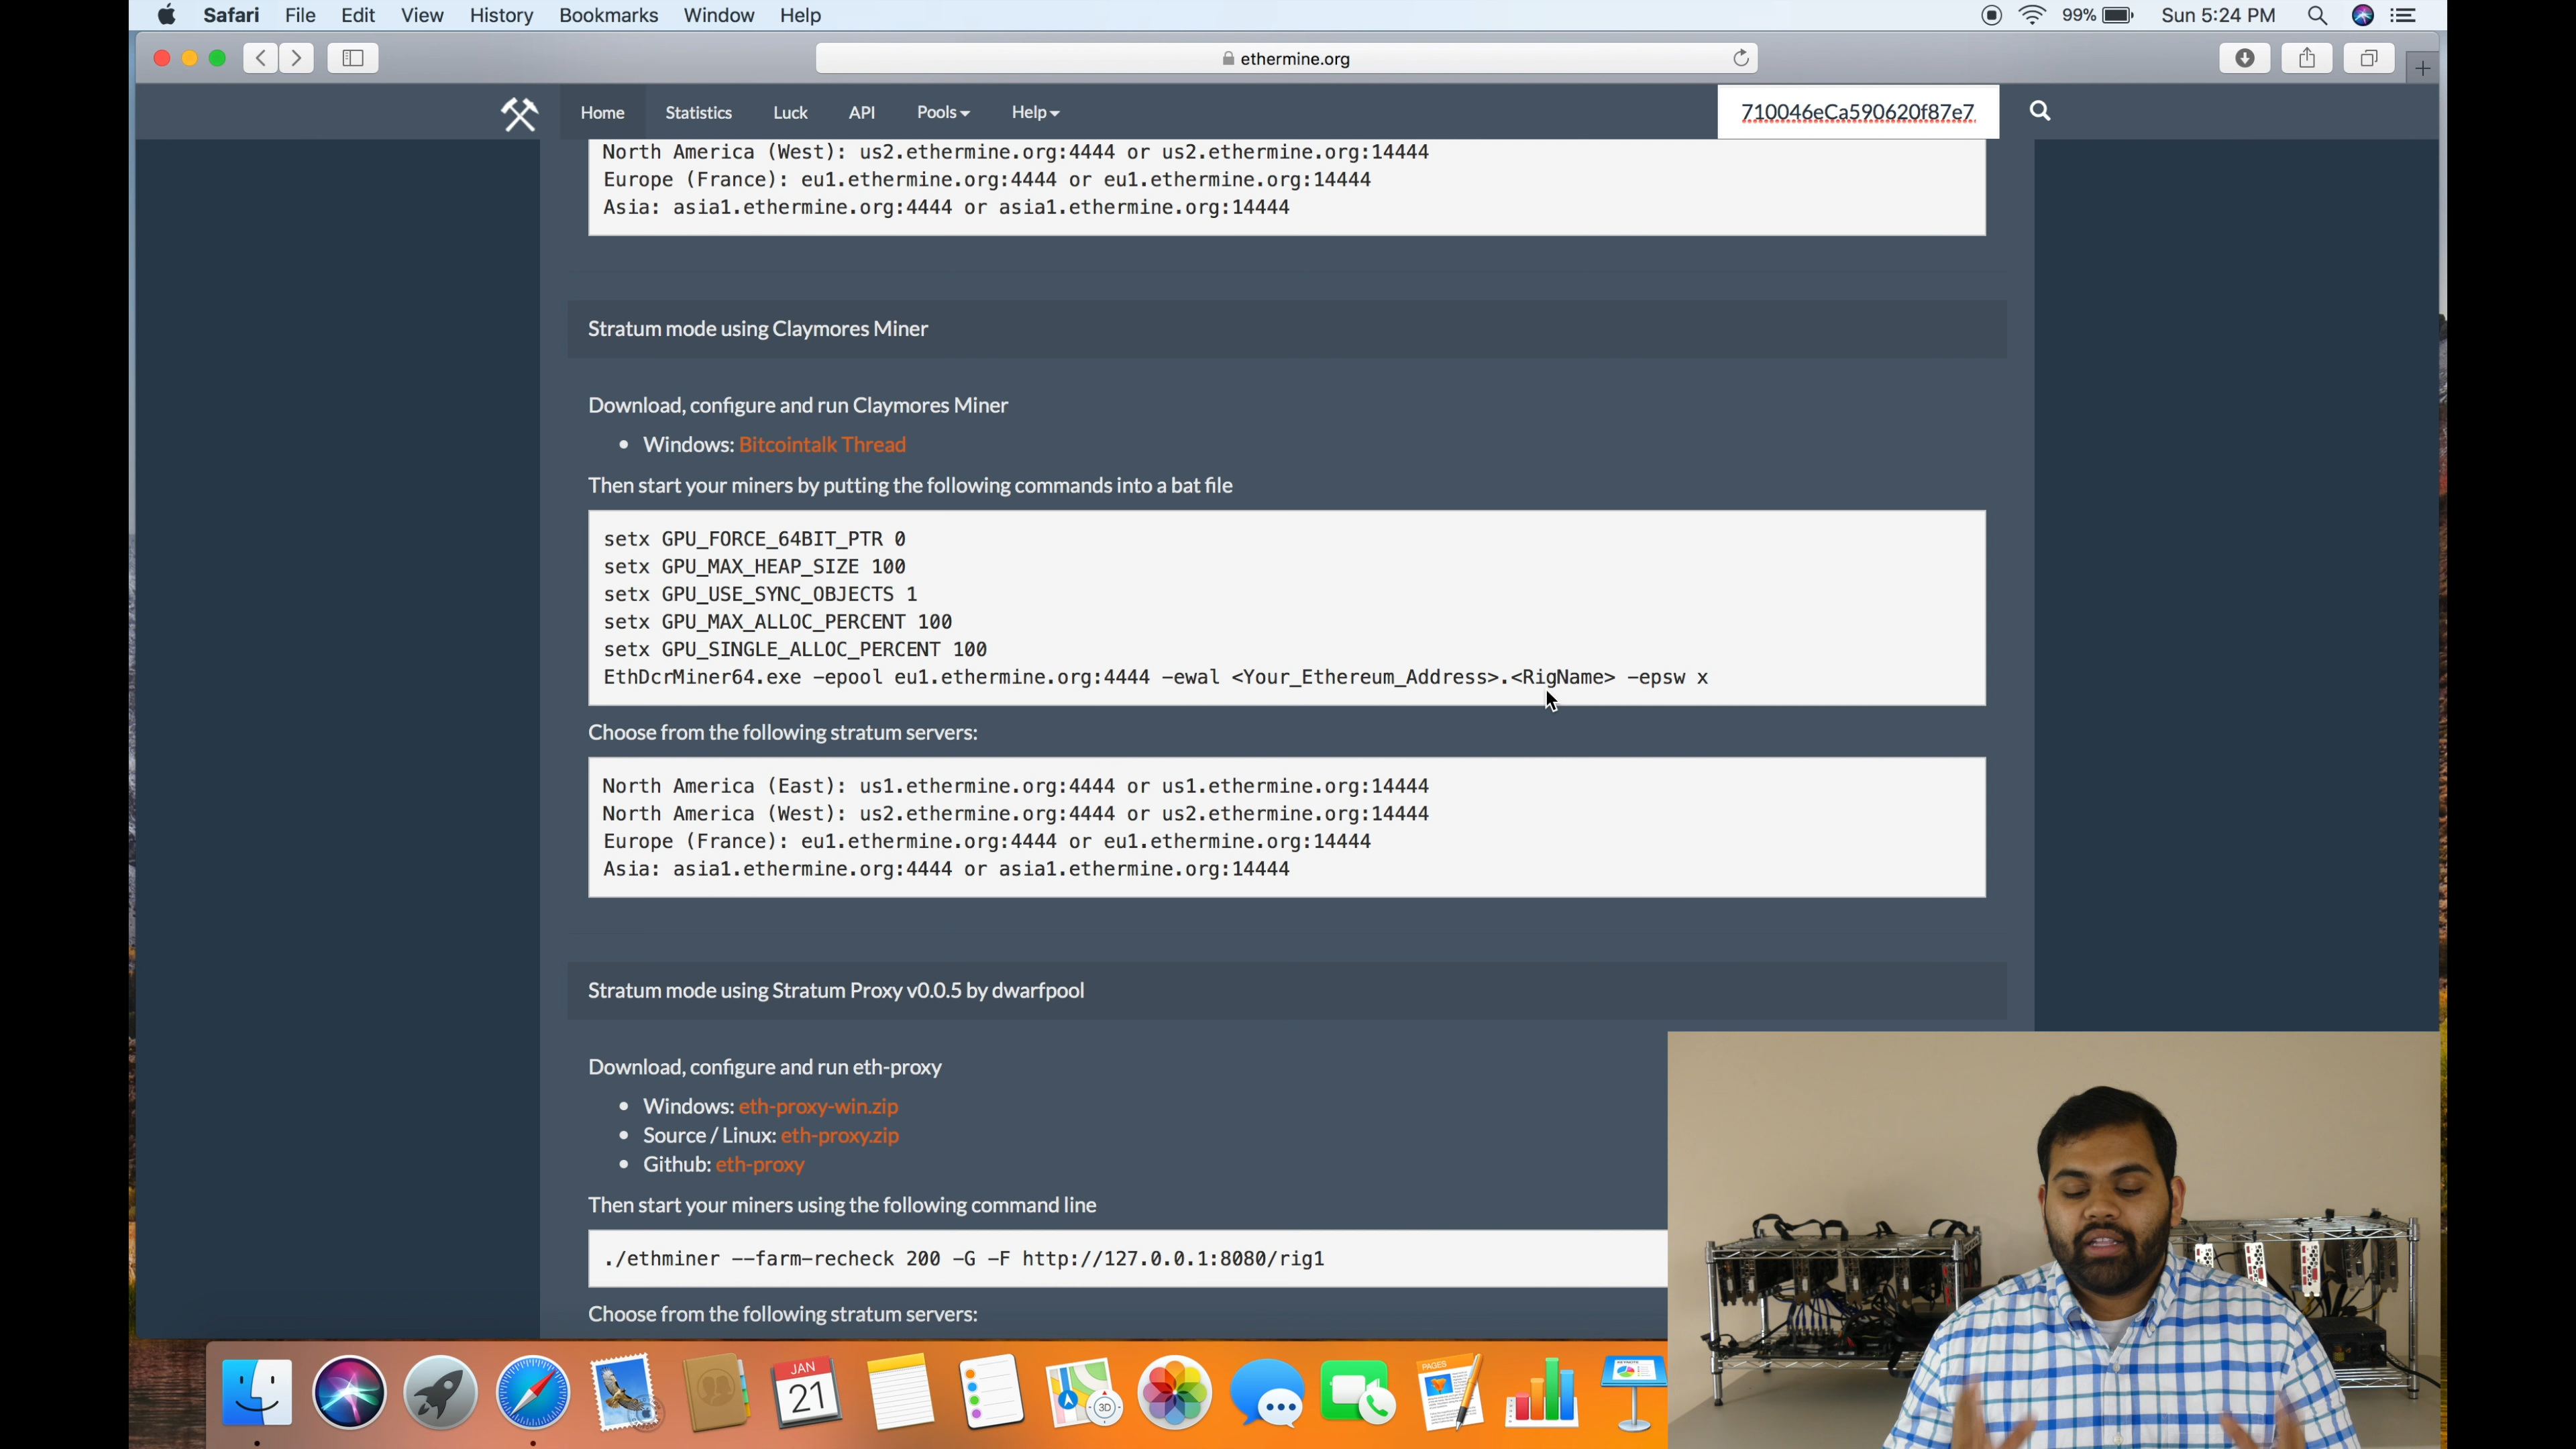 Safari File Edit View History Bookmarks Window Help 99% Sun 5:24 PM
ethermine.org
Home Statistics Luck API Pools Help 710046eCa590620f87e7
North America (West): us2.ethermine.org:4444 or us2.ethermine.org:14444
Europe (France): eu1.ethermine.org:4444 or eu1.ethermine.org:14444
Asia: asia1.ethermine.org:4444 or asia1.ethermine.org:14444
Stratum mode using Claymores Miner
Download, configure and run Claymores Miner
• Windows: Bitcointalk Thread
Then start your miners by putting the following commands into a bat file
setx GPU_FORCE_64BIT_PTR 0
setx GPU_MAX_HEAP_SIZE 100
setx GPU_USE_SYNC_OBJECTS 1
setx GPU_MAX_ALLOC_PERCENT 100
setx GPU_SINGLE_ALLOC_PERCENT 100
EthDcrMiner64.exe -epool eu1.ethermine.org:4444 -ewal <Your_Ethereum_Address>.<RigName> -epsw x
Choose from the following stratum servers:
North America (East): us1.ethermine.org:4444 or us1.ethermine.org:14444
North America (West): us2.ethermine.org:4444 or us2.ethermine.org:14444
Europe (France): eu1.ethermine.org:4444 or eu1.ethermine.org:14444
Asia: asia1.ethermine.org:4444 or asia1.ethermine.org:14444
Stratum mode using Stratum Proxy v0.0.5 by dwarfpool
Download, configure and run eth-proxy
• Windows: eth-proxy-win.zip
• Source / Linux: eth-proxy.zip
• Github: eth-proxy
Then start your miners using the following command line
./ethminer --farm-recheck 200 -G -F http://127.0.0.1:8080/rig1
Choose from the following stratum servers:
JAN
21
3D
PAGES